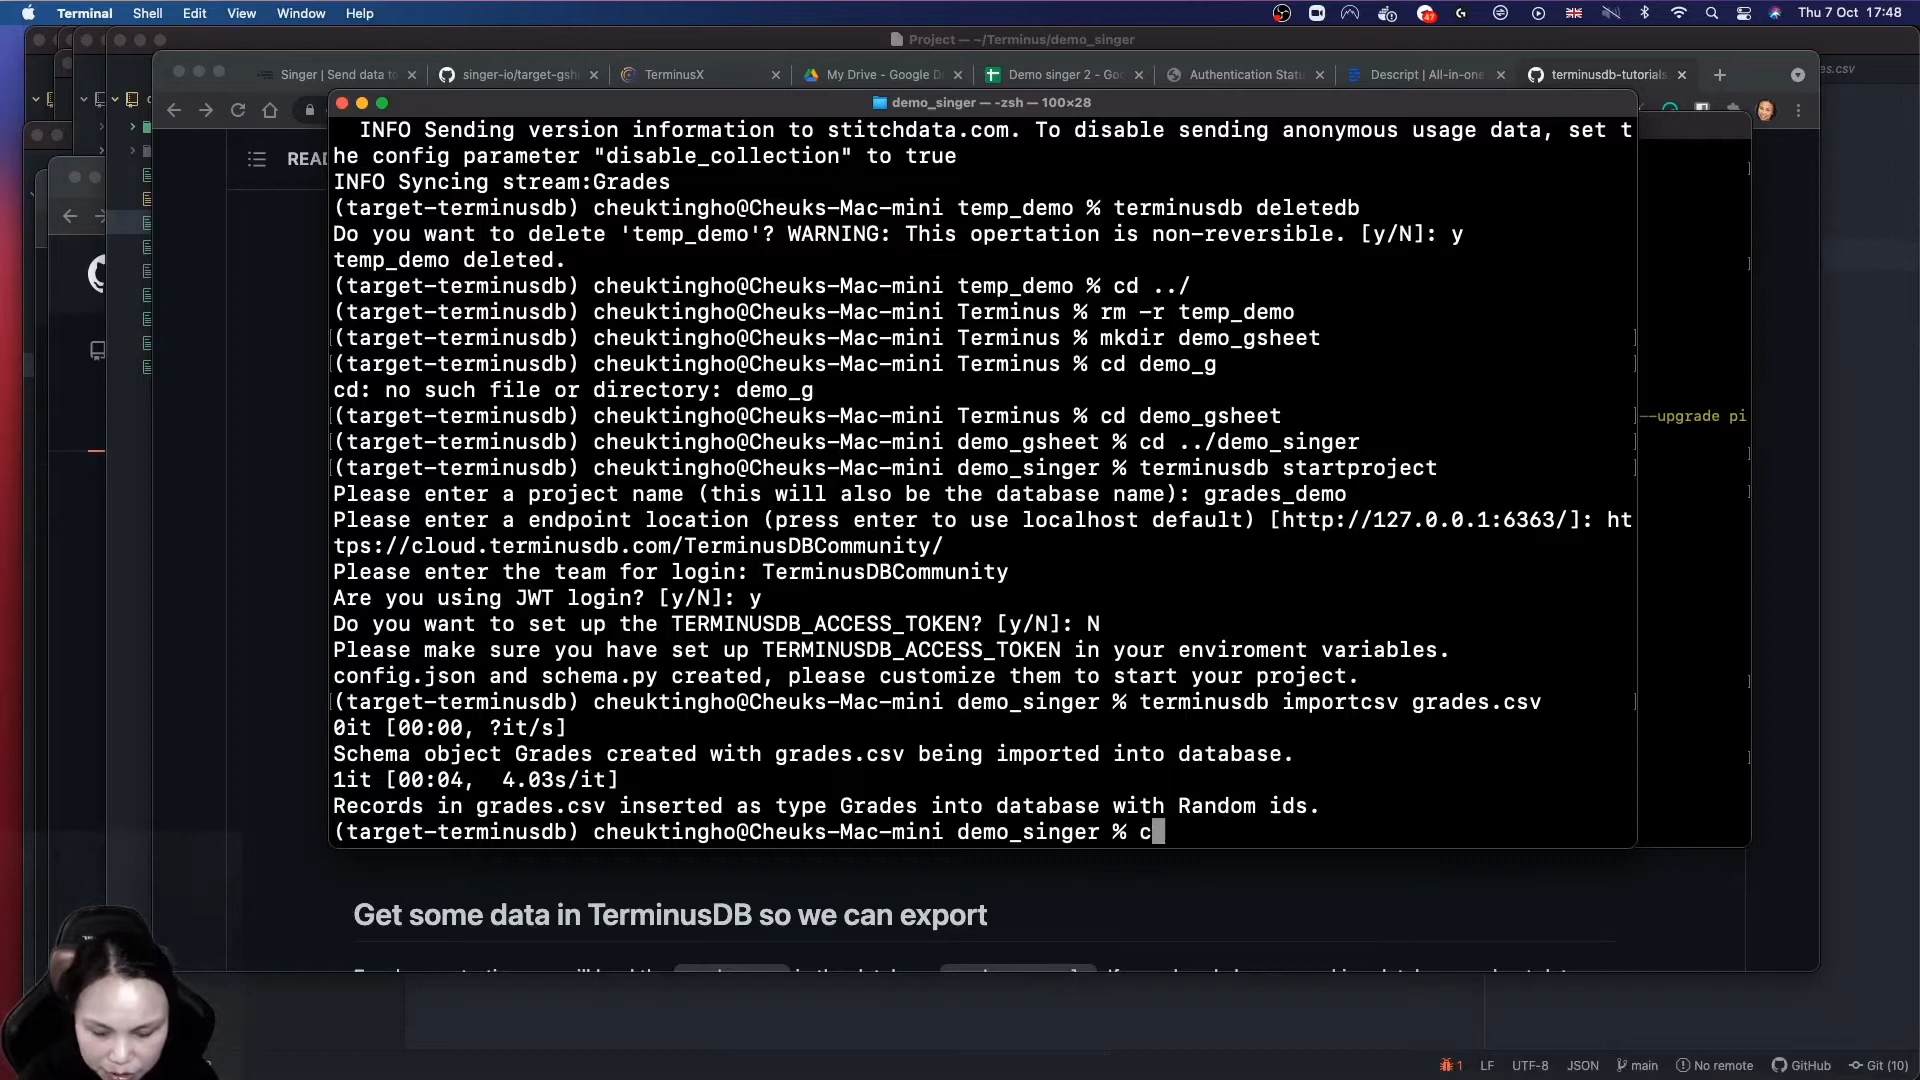 Terminal Shell Edit View Window Help 47 Thu 7 Oct 17:48
Project — ~/Terminus/demo_singer
Singer | Send data to singer-io/target-gsh TerminusX My Drive - Google D Demo singer 2 - Goo Authentication Statu Descript | All-in-one terminusdb-tutorials es.csv
demo_singer — -zsh — 100×28
READ
INFO Sending version information to stitchdata.com. To disable sending anonymous usage data, set t
he config parameter "disable_collection" to true
INFO Syncing stream:Grades
(target-terminusdb) cheuktingho@Cheuks-Mac-mini temp_demo % terminusdb deletedb
Do you want to delete 'temp_demo'? WARNING: This opertation is non-reversible. [y/N]: y
temp_demo deleted.
(target-terminusdb) cheuktingho@Cheuks-Mac-mini temp_demo % cd ../
(target-terminusdb) cheuktingho@Cheuks-Mac-mini Terminus % rm -r temp_demo
(target-terminusdb) cheuktingho@Cheuks-Mac-mini Terminus % mkdir demo_gsheet
(target-terminusdb) cheuktingho@Cheuks-Mac-mini Terminus % cd demo_g
cd: no such file or directory: demo_g
(target-terminusdb) cheuktingho@Cheuks-Mac-mini Terminus % cd demo_gsheet
--upgrade pi
(target-terminusdb) cheuktingho@Cheuks-Mac-mini demo_gsheet % cd ../demo_singer
(target-terminusdb) cheuktingho@Cheuks-Mac-mini demo_singer % terminusdb startproject
Please enter a project name (this will also be the database name): grades_demo
Please enter a endpoint location (press enter to use localhost default) [http://127.0.0.1:6363/]: ht
tps://cloud.terminusdb.com/TerminusDBCommunity/
Please enter the team for login: TerminusDBCommunity
Are you using JWT login? [y/N]: y
Do you want to set up the TERMINUSDB_ACCESS_TOKEN? [y/N]: N
Please make sure you have set up TERMINUSDB_ACCESS_TOKEN in your enviroment variables.
config.json and schema.py created, please customize them to start your project.
(target-terminusdb) cheuktingho@Cheuks-Mac-mini demo_singer % terminusdb importcsv grades.csv
0it [00:00, ?it/s]
Schema object Grades created with grades.csv being imported into database.
1it [00:04,  4.03s/it]
Records in grades.csv inserted as type Grades into database with Random ids.
(target-terminusdb) cheuktingho@Cheuks-Mac-mini demo_singer % c
Get some data in TerminusDB so we can export
1 LF UTF-8 JSON main No remote GitHub Git (10)